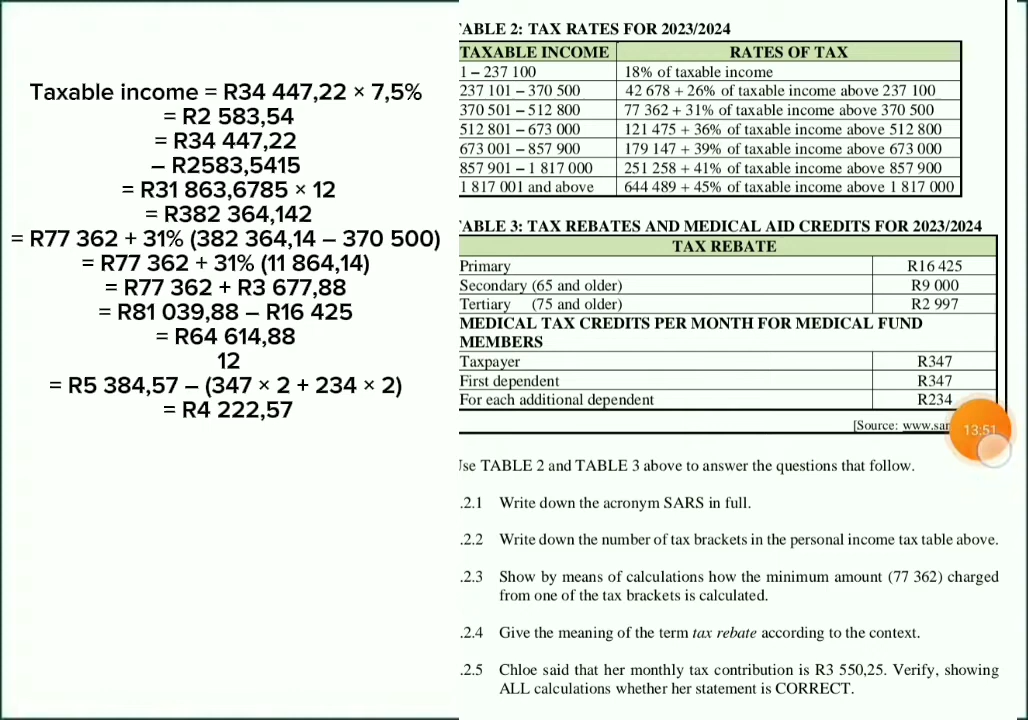 Taxable income = R34 447,22 × 7,5%
= R2 583,54
= R34 447,22
– R2583,5415
= R31 863,6785 × 12
= R382 364,142
= R77 362 + 31% (382 364,14 – 370 500)
= R77 362 + 31% (11 864,14)
= R77 362 + R3 677,88
= R81 039,88 – R16 425
= R64 614,88
12
= R5 384,57 – (347 × 2 + 234 × 2)
= R4 222,57
ABLE 2: TAX RATES FOR 2023/2024
TAXABLE INCOME RATES OF TAX
1 – 237 100 18% of taxable income
237 101 – 370 500 42 678 + 26% of taxable income above 237 100
370 501 – 512 800 77 362 + 31% of taxable income above 370 500
512 801 – 673 000 121 475 + 36% of taxable income above 512 800
673 001 – 857 900 179 147 + 39% of taxable income above 673 000
857 901 – 1 817 000 251 258 + 41% of taxable income above 857 900
1 817 001 and above 644 489 + 45% of taxable income above 1 817 000
ABLE 3: TAX REBATES AND MEDICAL AID CREDITS FOR 2023/2024
TAX REBATE
Primary R16 425
Secondary (65 and older) R9 000
Tertiary (75 and older) R2 997
MEDICAL TAX CREDITS PER MONTH FOR MEDICAL FUND
MEMBERS
Taxpayer R347
First dependent R347
For each additional dependent R234
[Source: www.sar
13:51
se TABLE 2 and TABLE 3 above to answer the questions that follow.
.2.1 Write down the acronym SARS in full.
.2.2 Write down the number of tax brackets in the personal income tax table above.
.2.3 Show by means of calculations how the minimum amount (77 362) charged
from one of the tax brackets is calculated.
.2.4 Give the meaning of the term tax rebate according to the context.
.2.5 Chloe said that her monthly tax contribution is R3 550,25. Verify, showing
ALL calculations whether her statement is CORRECT.